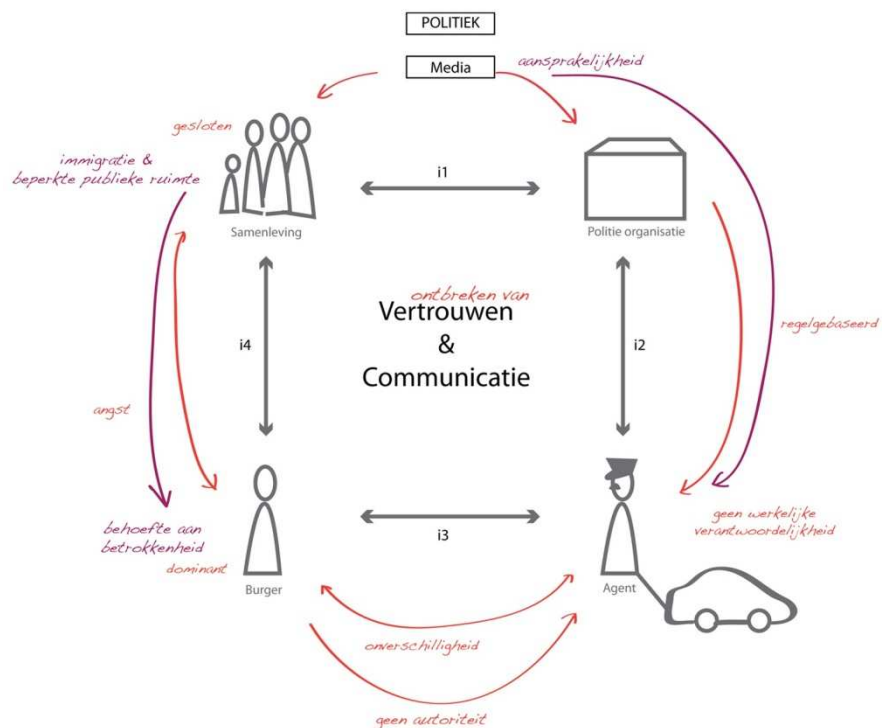 POLITIEK
Media
aansprakelijkheid
gesloten
immigratie &
beperkte publieke ruimte
i1
Samenleving
Politie organisatie
ontbreken van
Vertrouwen
&
Communicatie
i4
i2
regelgebaseerd
angst
behoefte aan
betrokkenheid
dominant
Burger
i3
Agent
geen werkelijke
verantwoordelijkheid
onverschilligheid
geen autoriteit